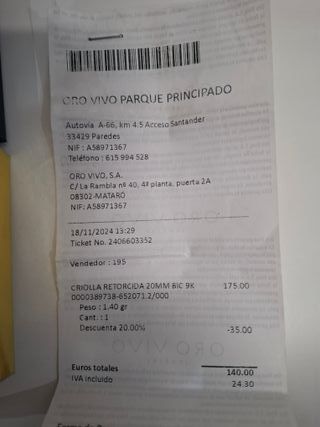 ORO VIVO PARQUE PRINCIPADO
Autovia A-66, km 4.5 Acceso Santander
33429 Paredes
NIF : A58971367
Teléfono : 615 994 528
ORO VIVO, S.A.
C/ La Rambla nº 40, 4ª planta, puerta 2A
08302-MATARÓ
NIF: A58971367
18/11/2024 13:29
Ticket No. 2406603352
Vendedor : 195
CRIOLLA RETORCIDA 20MM BIC 9K 175.00
0000389738-652071.2/000
Peso : 1.40 gr
Cant. : 1
Descuenta 20.00% -35.00
ORO VIVO
Euros totales 140.00
IVA incluido 24.30